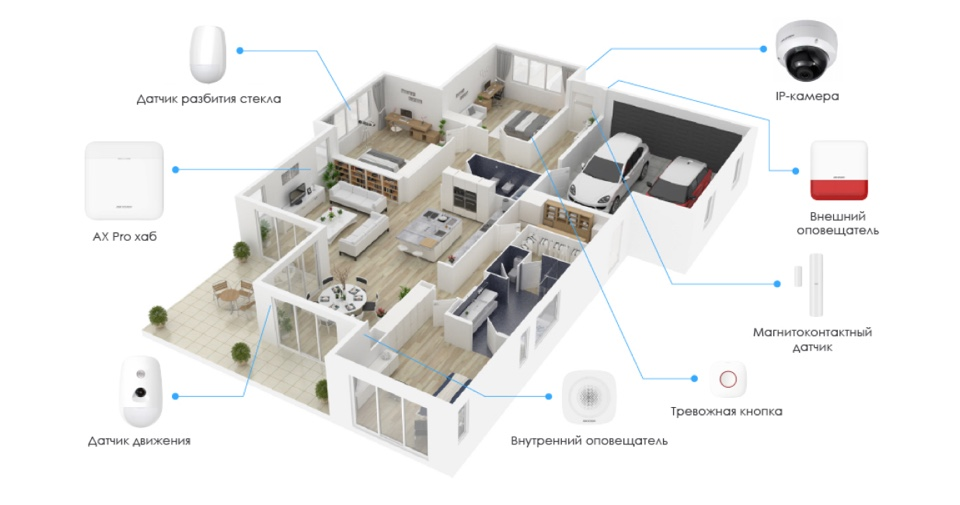 Датчик разбития стекла
IP-камера
AX Pro хаб
Внешний
оповещатель
Магнитоконтактный
датчик
Тревожная кнопка
Датчик движения
Внутренний оповещатель